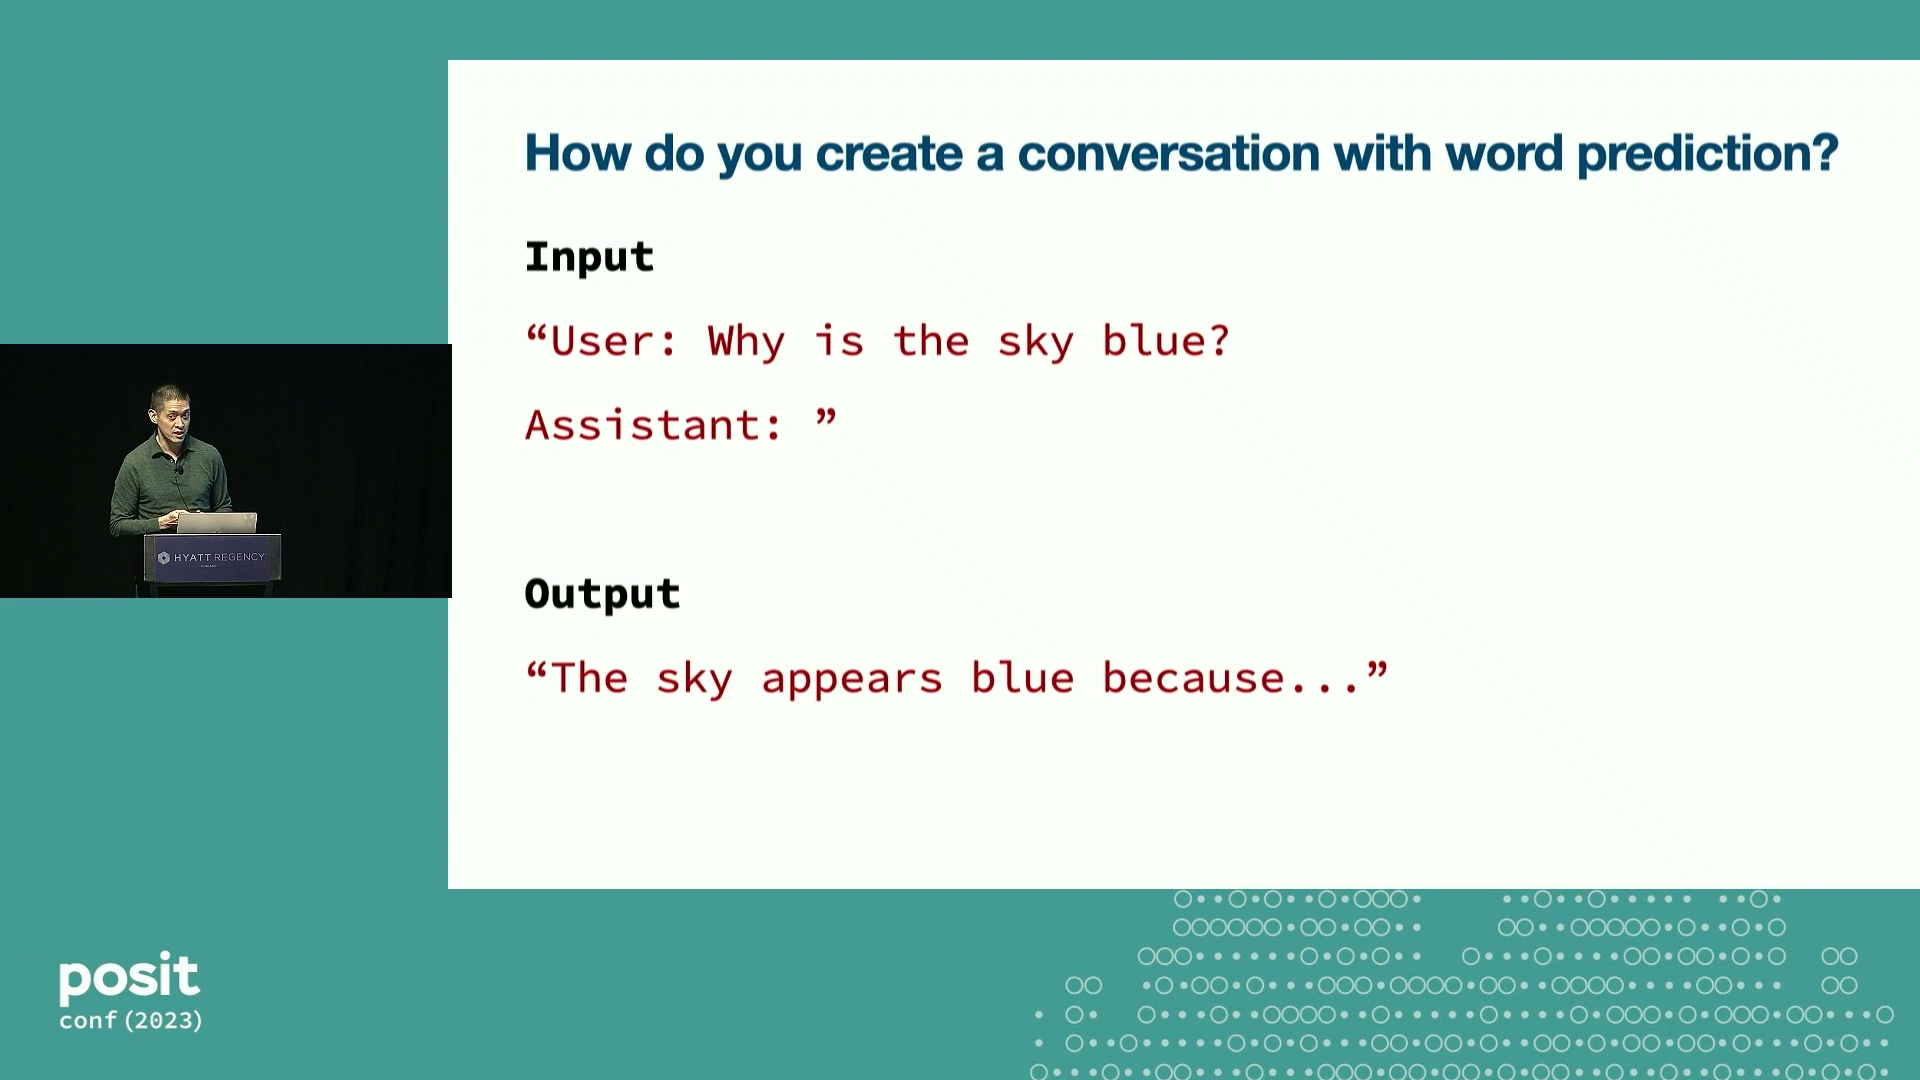 How do you create a conversation with word prediction?
Input
“User: Why is the sky blue?
Assistant: ”
Output
“The sky appears blue because...”
HYATT REGENCY
posit
conf (2023)